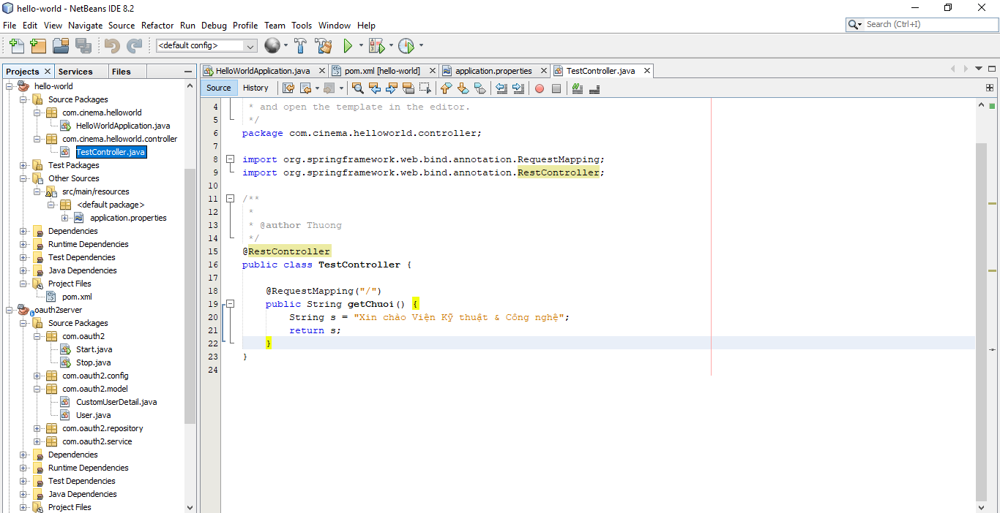 hello-world - NetBeans IDE 8.2
File Edit View Navigate Source Refactor Run Debug Profile Team Tools Window Help
Search (Ctrl+I)
<default config>
Projects Services Files
hello-world
Source Packages
com.cinema.helloworld
HelloWorldApplication.java
com.cinema.helloworld.controller
TestController.java
Test Packages
Other Sources
src/main/resources
<default package>
application.properties
Dependencies
Runtime Dependencies
Test Dependencies
Java Dependencies
Project Files
pom.xml
oauth2server
Source Packages
com.oauth2
Start.java
Stop.java
com.oauth2.config
com.oauth2.model
CustomUserDetail.java
User.java
com.oauth2.repository
com.oauth2.service
Dependencies
Runtime Dependencies
Test Dependencies
Java Dependencies
Project Files
HelloWorldApplication.java pom.xml [hello-world] application.properties TestController.java
Source History
4 * and open the template in the editor.
5 */
6 package com.cinema.helloworld.controller;
7
8 import org.springframework.web.bind.annotation.RequestMapping;
9 import org.springframework.web.bind.annotation.RestController;
10
11 /**
12 *
13 * @author Thuong
14 */
15 @RestController
16 public class TestController {
17
18 @RequestMapping("/")
19 public String getChuoi() {
20 String s = "Xin chào Viện Kỹ thuật & Công nghệ";
21 return s;
22 }
23 }
24